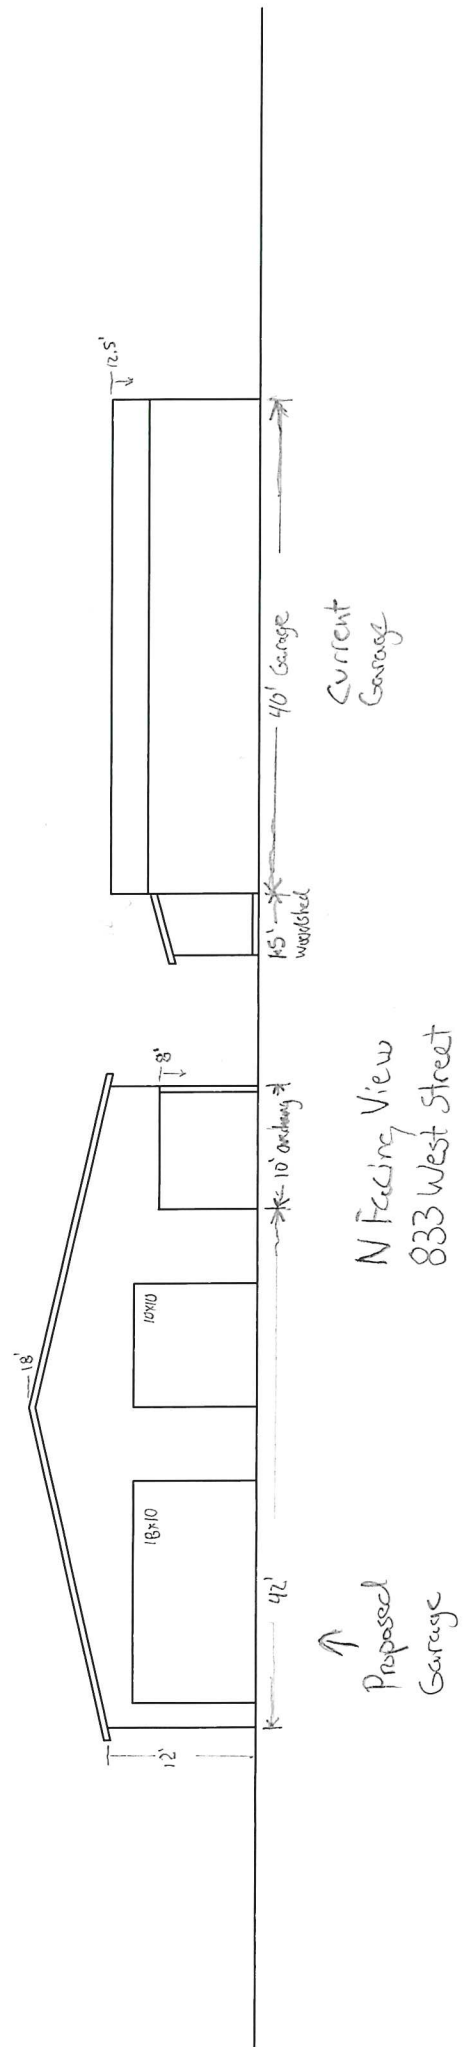 18'
12'
18x10
10x10
8'
12.5'
42'
10' overhang
5'
woodshed
40' Garage
↑
Proposed
Garage
N Facing View
833 West Street
Current
Garage